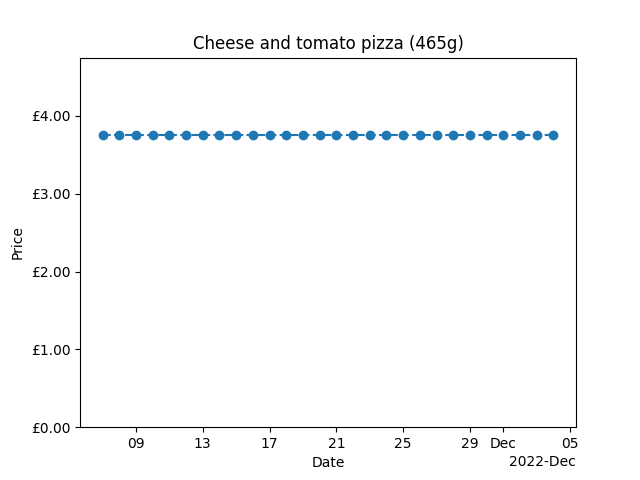 Cheese and tomato pizza (465g)
£4.00
£3.00
£2.00
£1.00
£0.00
Price
09 13 17 21 25 29 Dec 05
Date
2022-Dec